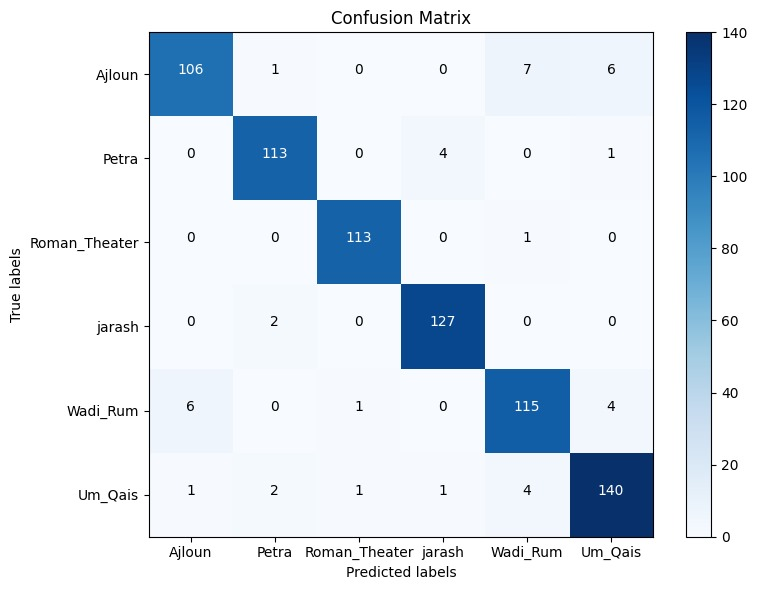 Confusion Matrix
True labels
Ajloun 106 1 0 0 7 6
Petra 0 113 0 4 0 1
Roman_Theater 0 0 113 0 1 0
jarash 0 2 0 127 0 0
Wadi_Rum 6 0 1 0 115 4
Um_Qais 1 2 1 1 4 140
Ajloun Petra Roman_Theater jarash Wadi_Rum Um_Qais
Predicted labels
140
120
100
80
60
40
20
0